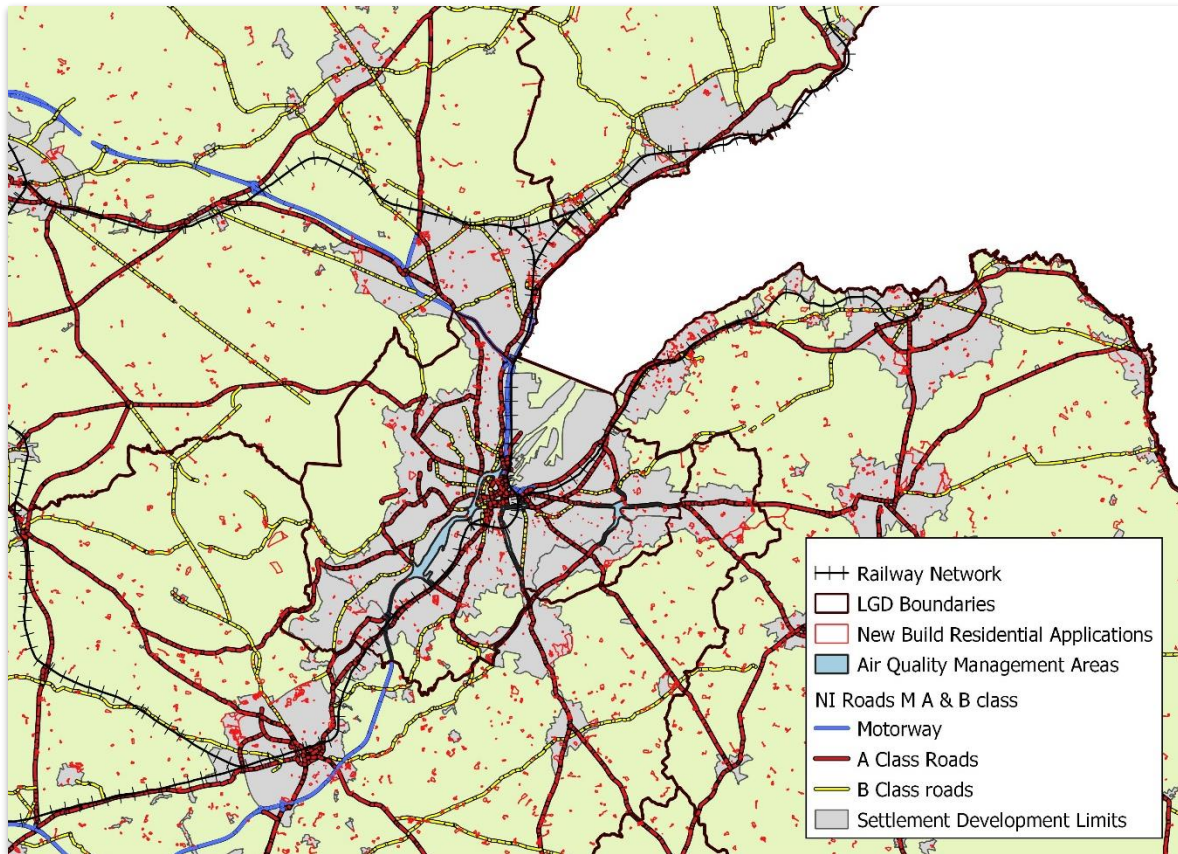 Railway Network
LGD Boundaries
New Build Residential Applications
Air Quality Management Areas
NI Roads M A & B class
Motorway
A Class Roads
B Class roads
Settlement Development Limits